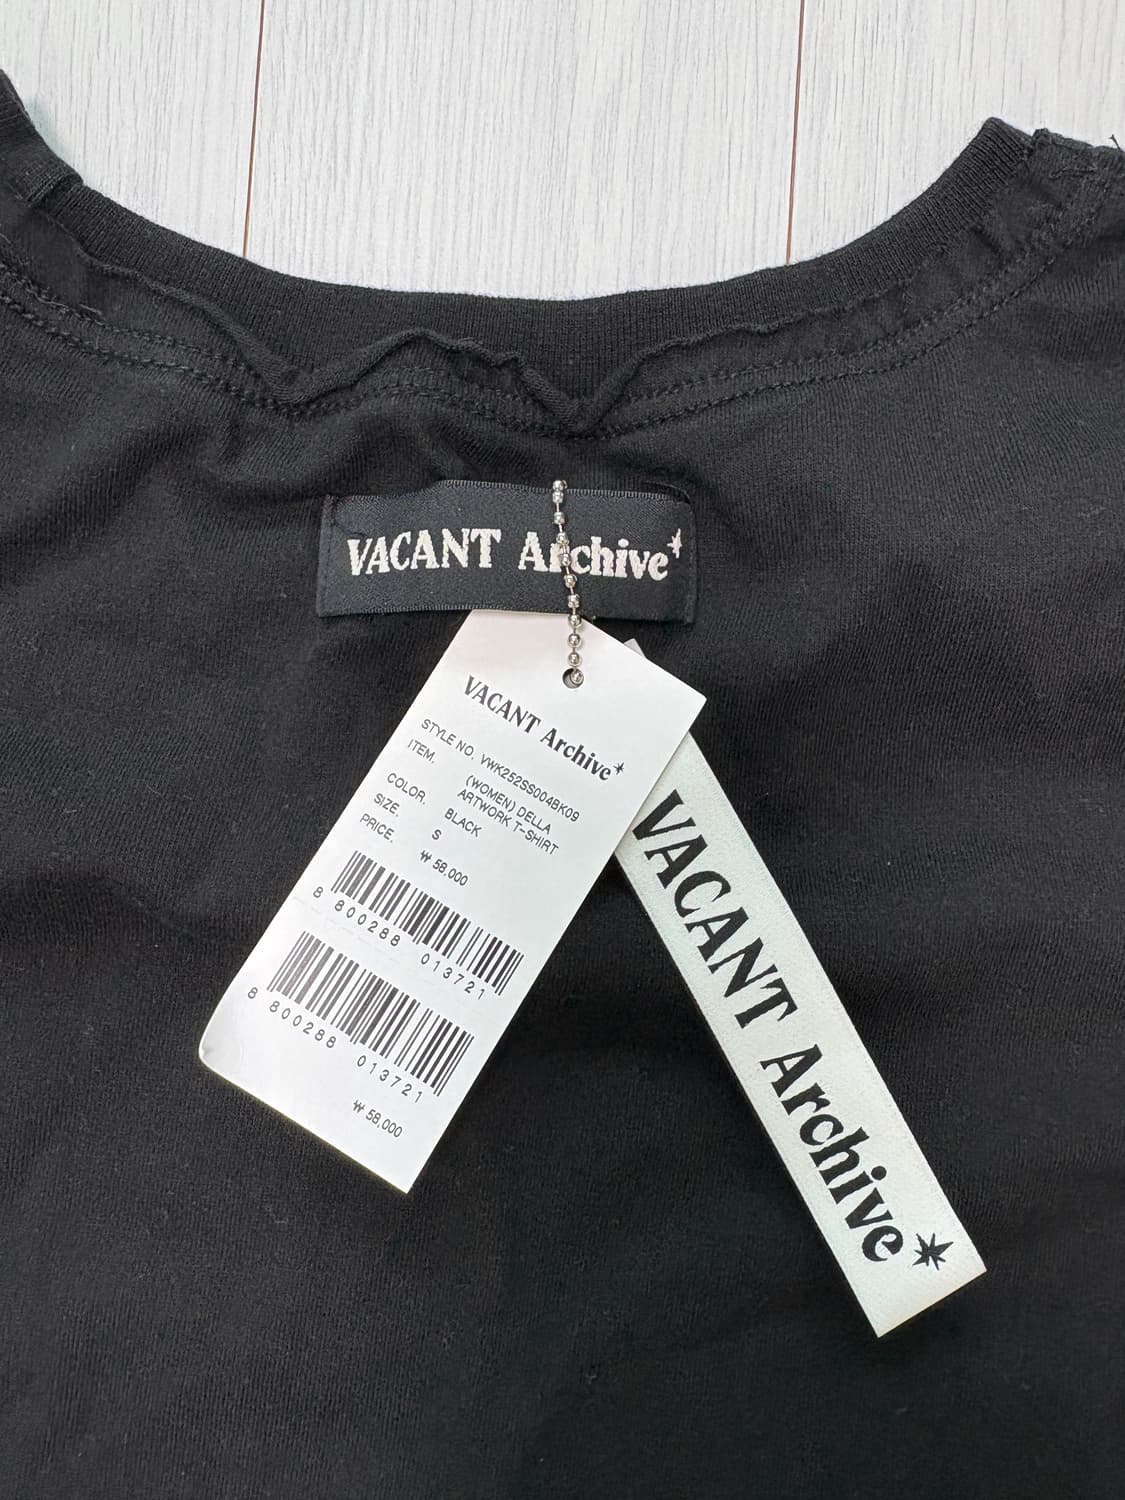 VACANT Archive
VACANT Archive
STYLE NO. VWK252SS004BK09
ITEM. (WOMEN) DELLA
ARTWORK T-SHIRT
COLOR. BLACK
SIZE. S
PRICE. ₩ 58,000
8 800288 013721
8 800288 013721
₩ 58,000
VACANT Archive